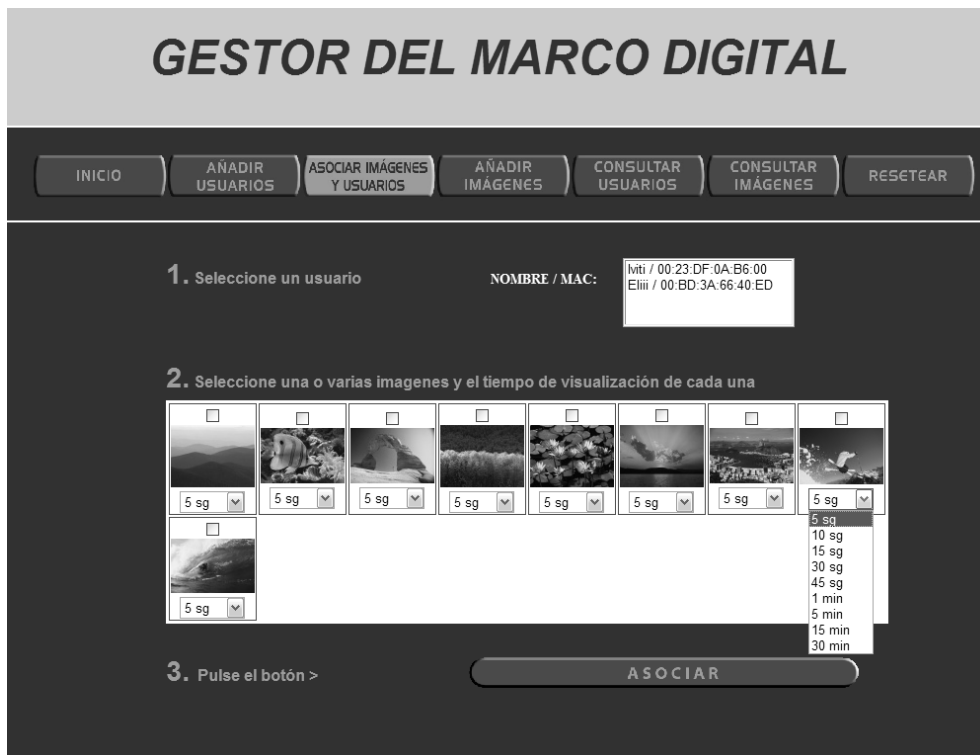 GESTOR DEL MARCO DIGITAL
INICIO
AÑADIR
USUARIOS
ASOCIAR IMÁGENES
Y USUARIOS
AÑADIR
IMÁGENES
CONSULTAR
USUARIOS
CONSULTAR
IMÁGENES
RESETEAR
1. Seleccione un usuario
NOMBRE / MAC:
Iviti / 00:23:DF:0A:B6:00
Eliii / 00:BD:3A:66:40:ED
2. Seleccione una o varias imagenes y el tiempo de visualización de cada una
5 sg
5 sg
5 sg
5 sg
5 sg
5 sg
5 sg
5 sg
5 sg
10 sg
15 sg
30 sg
45 sg
1 min
5 min
15 min
30 min
5 sg
3. Pulse el botón >
ASOCIAR